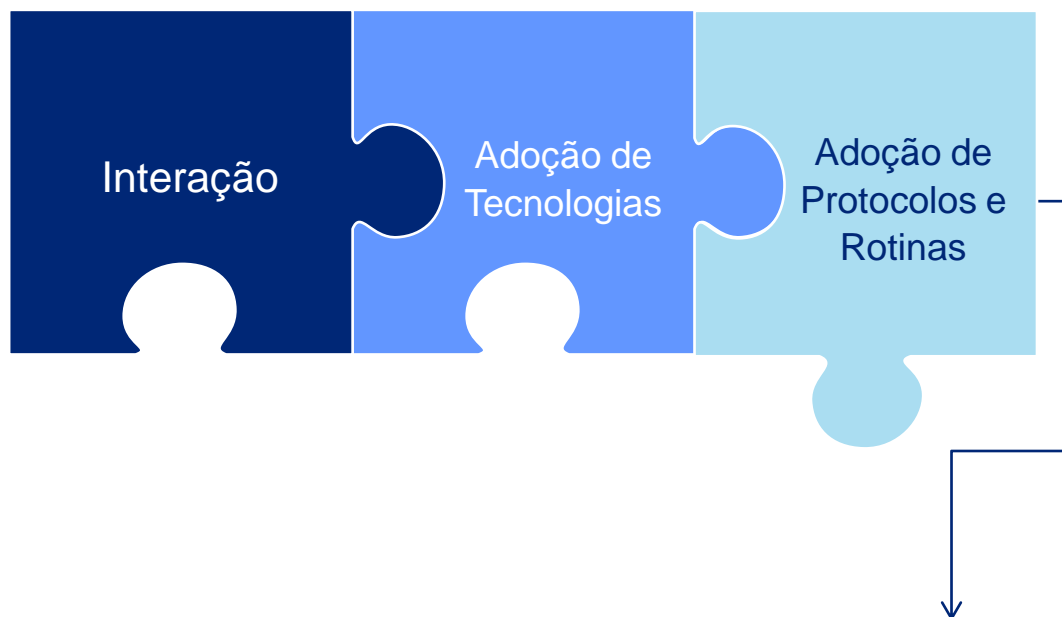 Interação
Adoção de
Tecnologias
Adoção de
Protocolos e
Rotinas